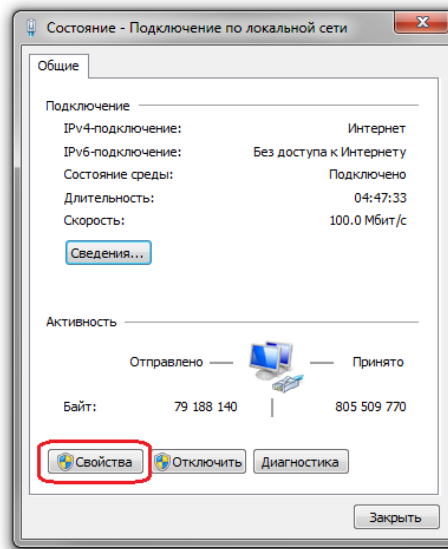 Состояние - Подключение по локальной сети
Общие
Подключение
IPv4-подключение: Интернет
IPv6-подключение: Без доступа к Интернету
Состояние среды: Подключено
Длительность: 04:47:33
Скорость: 100.0 Мбит/с
Сведения...
Активность
Отправлено — — Принято
Байт: 79 188 140 | 805 509 770
Свойства Отключить Диагностика
Закрыть